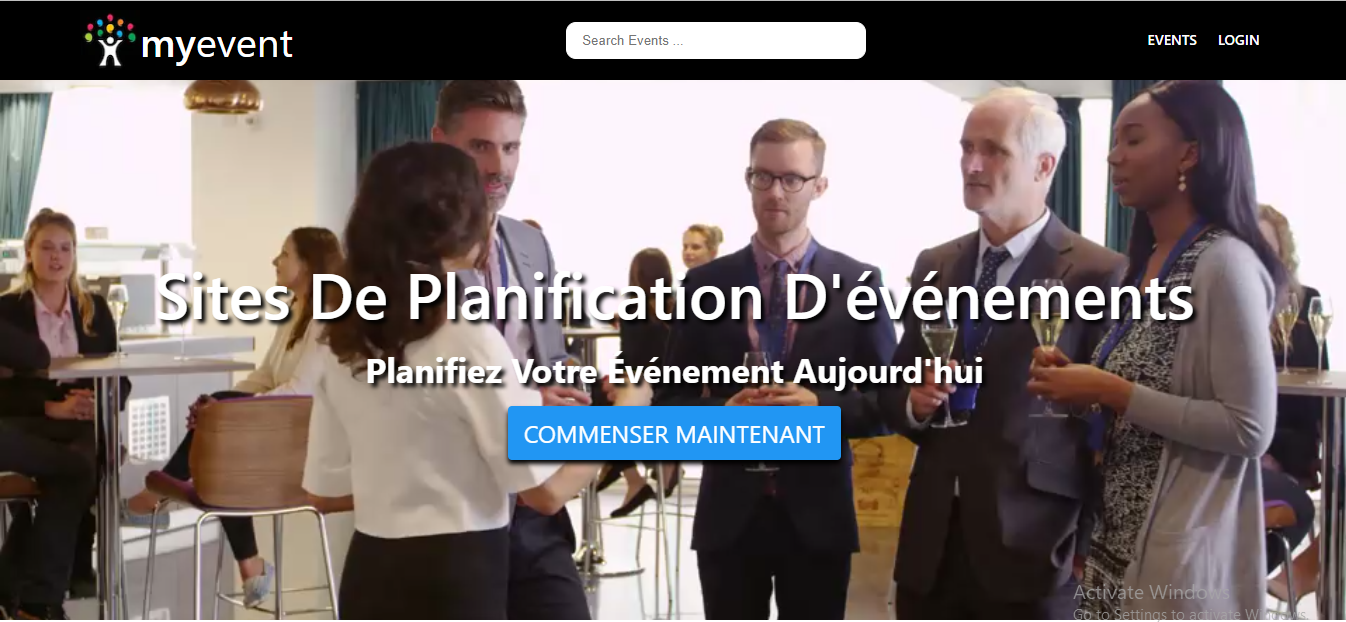 myevent
Search Events ...
EVENTS
LOGIN
Sites De Planification D'événements
Planifiez Votre Événement Aujourd'hui
COMMENSER MAINTENANT
Activate Windows
Go to Settings to activate Windows.